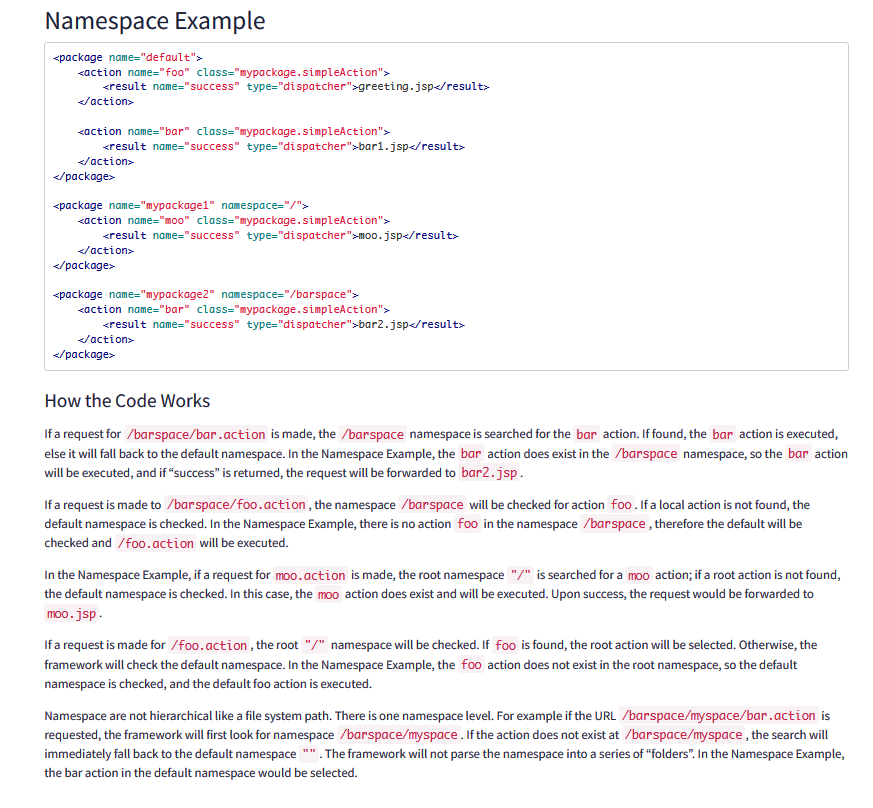 Namespace Example
<package name="default">
    <action name="foo" class="mypackage.simpleAction">
        <result name="success" type="dispatcher">greeting.jsp</result>
    </action>

    <action name="bar" class="mypackage.simpleAction">
        <result name="success" type="dispatcher">bar1.jsp</result>
    </action>
</package>

<package name="mypackage1" namespace="/">
    <action name="moo" class="mypackage.simpleAction">
        <result name="success" type="dispatcher">moo.jsp</result>
    </action>
</package>

<package name="mypackage2" namespace="/barspace">
    <action name="bar" class="mypackage.simpleAction">
        <result name="success" type="dispatcher">bar2.jsp</result>
    </action>
</package>

How the Code Works
If a request for /barspace/bar.action is made, the /barspace namespace is searched for the bar action. If found, the bar action is executed,
else it will fall back to the default namespace. In the Namespace Example, the bar action does exist in the /barspace namespace, so the bar action
will be executed, and if “success” is returned, the request will be forwarded to bar2.jsp.
If a request is made to /barspace/foo.action, the namespace /barspace will be checked for action foo. If a local action is not found, the
default namespace is checked. In the Namespace Example, there is no action foo in the namespace /barspace, therefore the default will be
checked and /foo.action will be executed.
In the Namespace Example, if a request for moo.action is made, the root namespace "/" is searched for a moo action; if a root action is not found,
the default namespace is checked. In this case, the moo action does exist and will be executed. Upon success, the request would be forwarded to
moo.jsp.
If a request is made for /foo.action, the root "/" namespace will be checked. If foo is found, the root action will be selected. Otherwise, the
framework will check the default namespace. In the Namespace Example, the foo action does not exist in the root namespace, so the default
namespace is checked, and the default foo action is executed.
Namespace are not hierarchical like a file system path. There is one namespace level. For example if the URL /barspace/myspace/bar.action is
requested, the framework will first look for namespace /barspace/myspace. If the action does not exist at /barspace/myspace, the search will
immediately fall back to the default namespace "". The framework will not parse the namespace into a series of “folders”. In the Namespace Example,
the bar action in the default namespace would be selected.